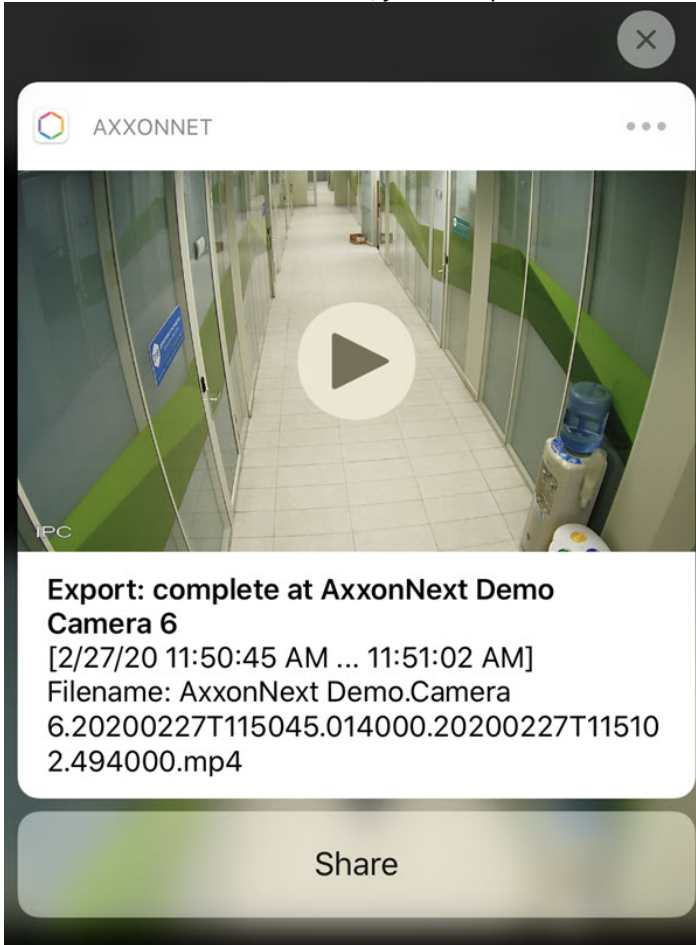 AXXONNET
IPC
Export: complete at AxxonNext Demo
Camera 6
[2/27/20 11:50:45 AM ... 11:51:02 AM]
Filename: AxxonNext Demo.Camera
6.20200227T115045.014000.20200227T11510
2.494000.mp4
Share